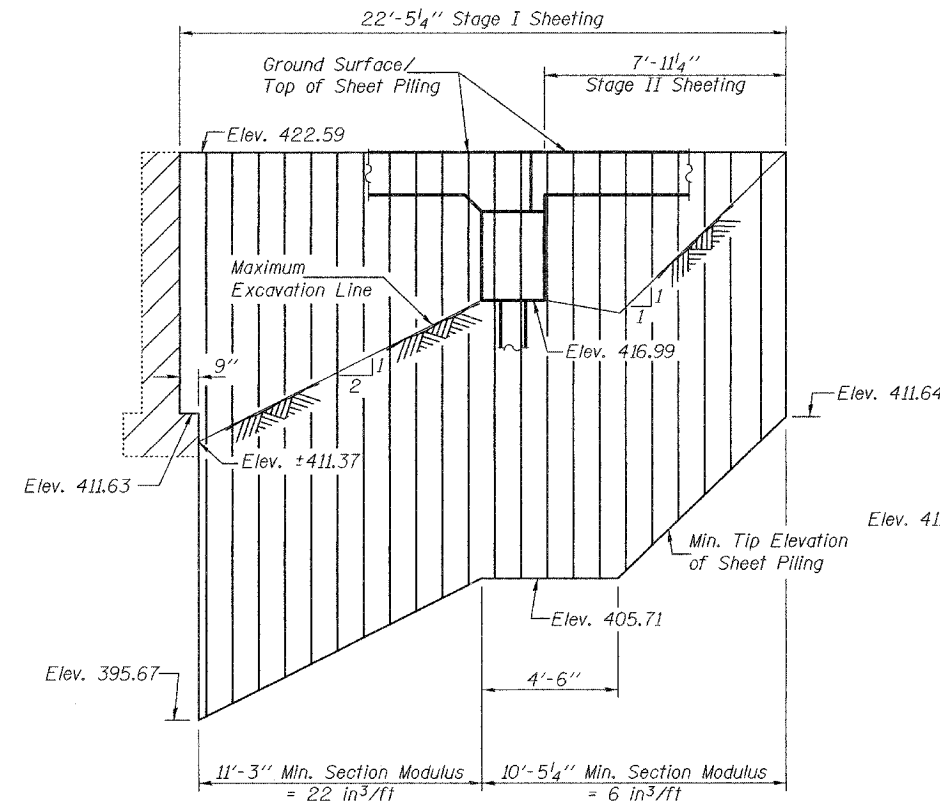 22'-5¼" Stage I Sheeting
Ground Surface/
Top of Sheet Piling
7'-11¼"
Stage II Sheeting
Elev. 422.59
Maximum
Excavation Line
1
1
9"
1
2
Elev. 416.99
Elev. 411.64
Elev. ±411.37
Elev. 411.63
Elev. 41
Min. Tip Elevation
of Sheet Piling
Elev. 405.71
Elev. 395.67
4'-6"
11'-3" Min. Section Modulus
= 22 in³/ft
10'-5¼" Min. Section Modulus
= 6 in³/ft